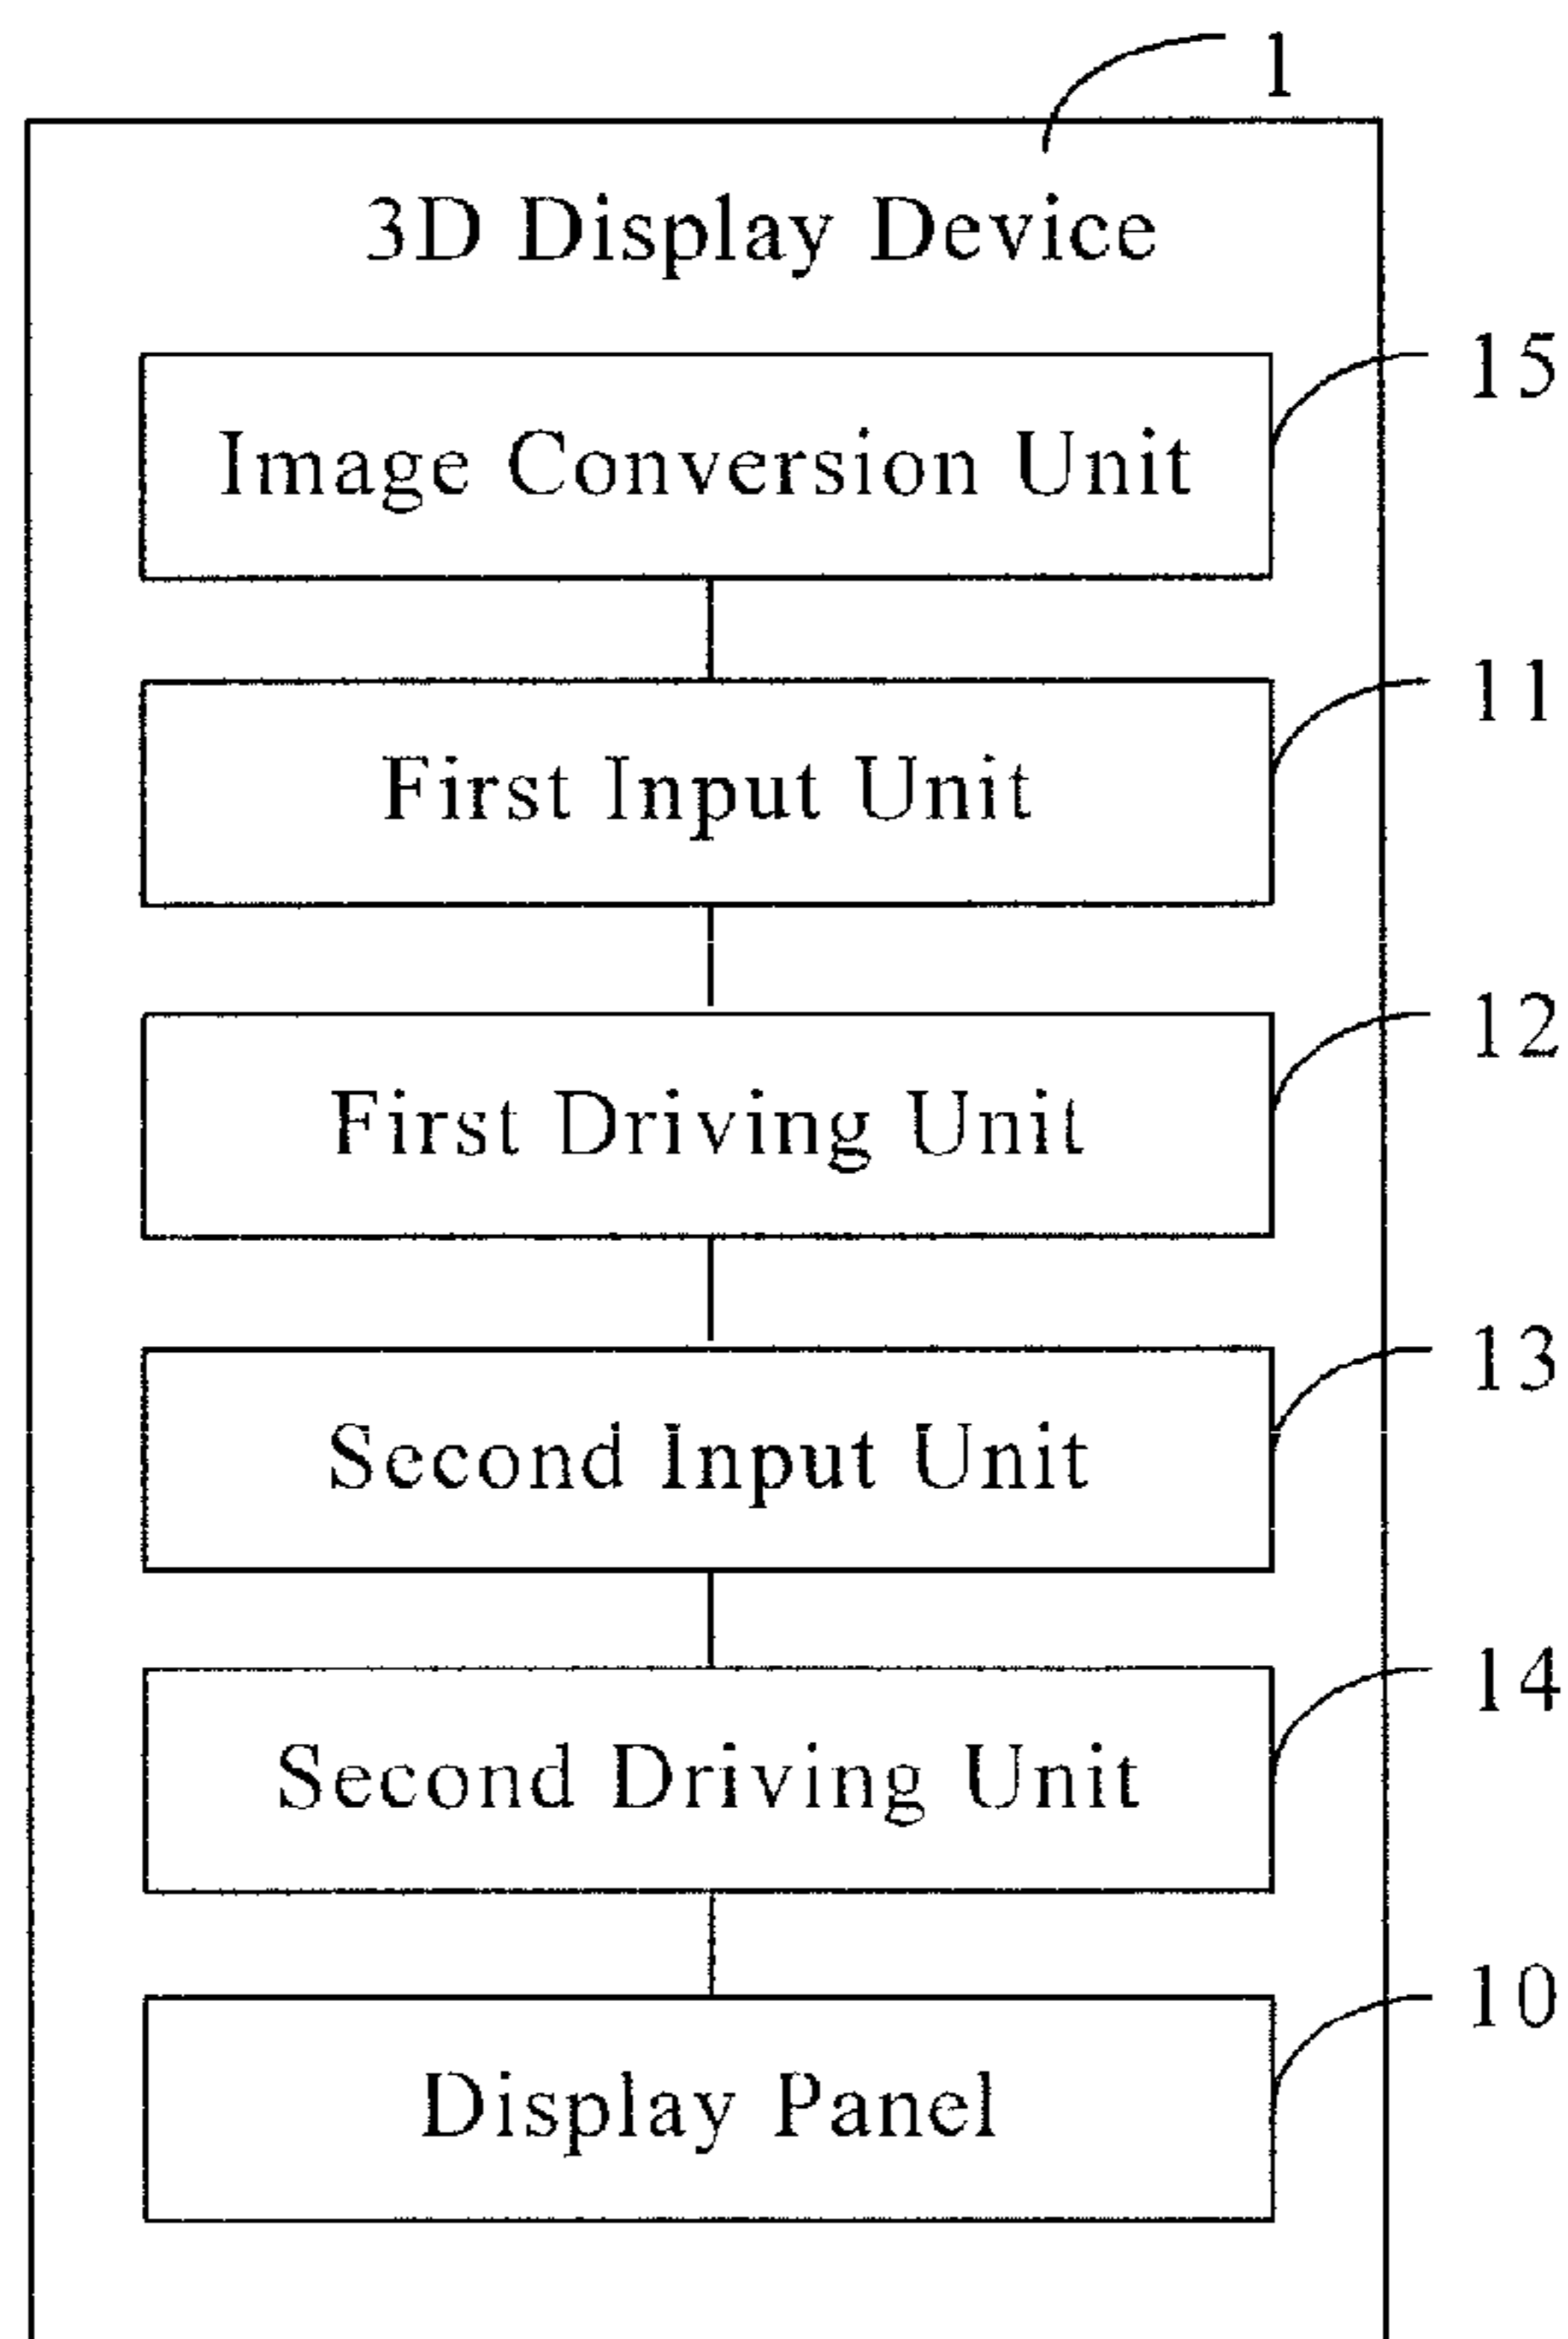 1
3D Display Device
15
Image Conversion Unit
11
First Input Unit
12
First Driving Unit
13
Second Input Unit
14
Second Driving Unit
10
Display Panel